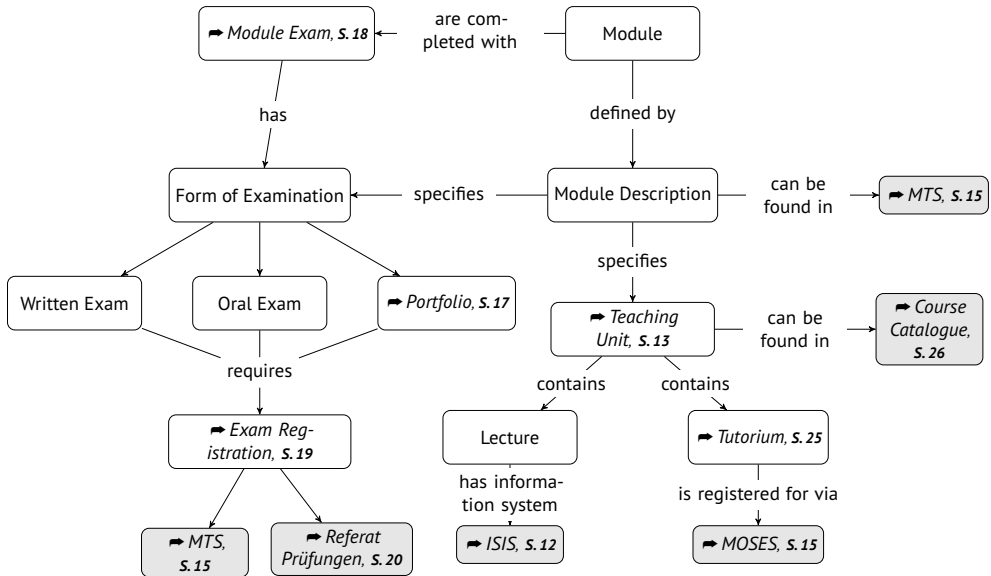 ➦ Module Exam, S. 18
are com-
pleted with
Module
has
defined by
Form of Examination
specifies
Module Description
can be
found in
➦ MTS, S. 15
specifies
Written Exam
Oral Exam
➦ Portfolio, S. 17
➦ Teaching
Unit, S. 13
can be
found in
➦ Course
Catalogue,
S. 26
requires
contains
contains
➦ Exam Reg-
istration, S. 19
Lecture
➦ Tutorium, S. 25
has informa-
tion system
is registered for via
➦ MTS,
S. 15
➦ Referat
Prüfungen, S. 20
➦ ISIS, S. 12
➦ MOSES, S. 15